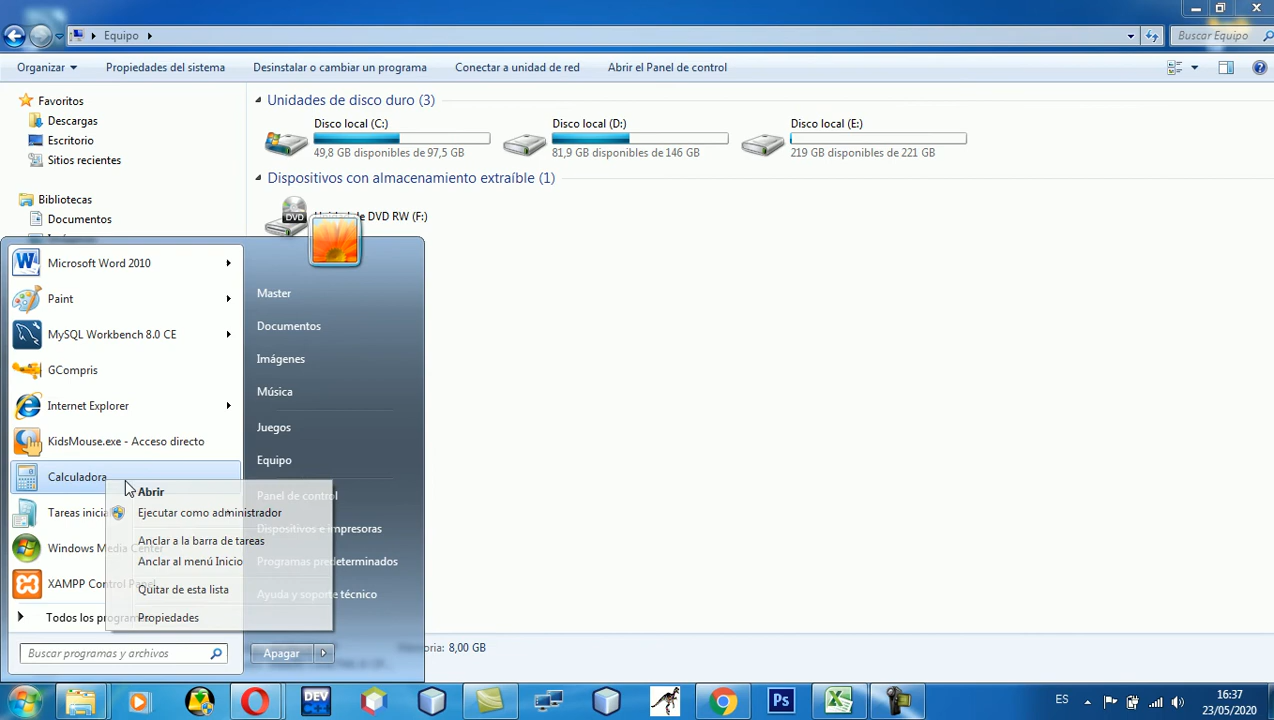 Equipo
Buscar Equipo
Organizar
Propiedades del sistema
Desinstalar o cambiar un programa
Conectar a unidad de red
Abrir el Panel de control
Favoritos
Descargas
Escritorio
Sitios recientes
Bibliotecas
Documentos
Unidades de disco duro (3)
Disco local (C:)
49,8 GB disponibles de 97,5 GB
Disco local (D:)
81,9 GB disponibles de 146 GB
Disco local (E:)
219 GB disponibles de 221 GB
Dispositivos con almacenamiento extraíble (1)
DVD
de DVD RW (F:)
Microsoft Word 2010
Paint
MySQL Workbench 8.0 CE
GCompris
Internet Explorer
KidsMouse.exe - Acceso directo
Calculadora
Tareas inicia
Windows Media Center
XAMPP Control Panel
Todos los programas
Buscar programas y archivos
Master
Documentos
Imágenes
Música
Juegos
Equipo
Panel de control
Dispositivos e impresoras
Programas predeterminados
Ayuda y soporte técnico
Apagar
Abrir
Ejecutar como administrador
Anclar a la barra de tareas
Anclar al menú Inicio
Quitar de esta lista
Propiedades
8,00 GB
DEV
Ps
ES
16:37
23/05/2020